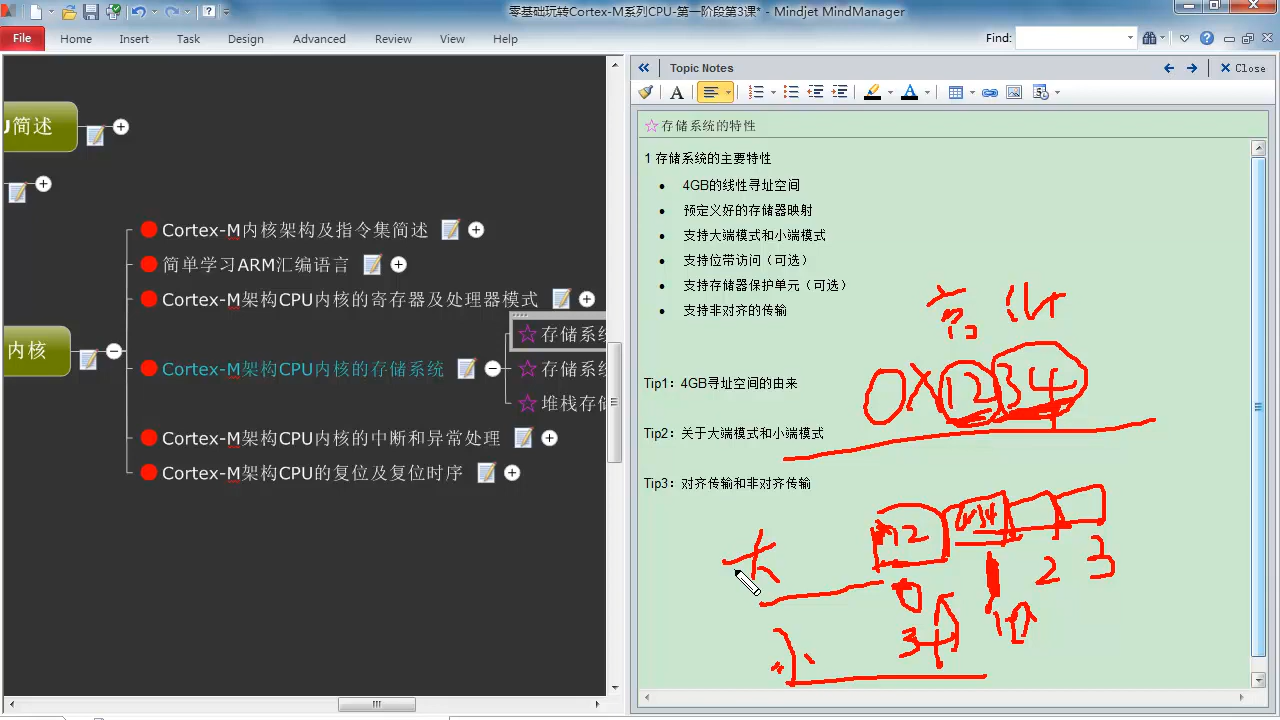 零基础玩转Cortex-M系列CPU-第一阶段第3课* - Mindjet MindManager
File Home Insert Task Design Advanced Review View Help Find:
J简述
内核
Cortex-M内核架构及指令集简述
简单学习ARM汇编语言
Cortex-M架构CPU内核的寄存器及处理器模式
Cortex-M架构CPU内核的存储系统
存储系统
存储系统
堆栈存储
Cortex-M架构CPU内核的中断和异常处理
Cortex-M架构CPU的复位及复位时序
Topic Notes Close
存储系统的特性
1 存储系统的主要特性
• 4GB的线性寻址空间
• 预定义好的存储器映射
• 支持大端模式和小端模式
• 支持位带访问（可选）
• 支持存储器保护单元（可选）
• 支持非对齐的传输
高
Tip1：4GB寻址空间的由来
0X1234
Tip2：关于大端模式和小端模式
Tip3：对齐传输和非对齐传输
大
0 1 2 3
小 34